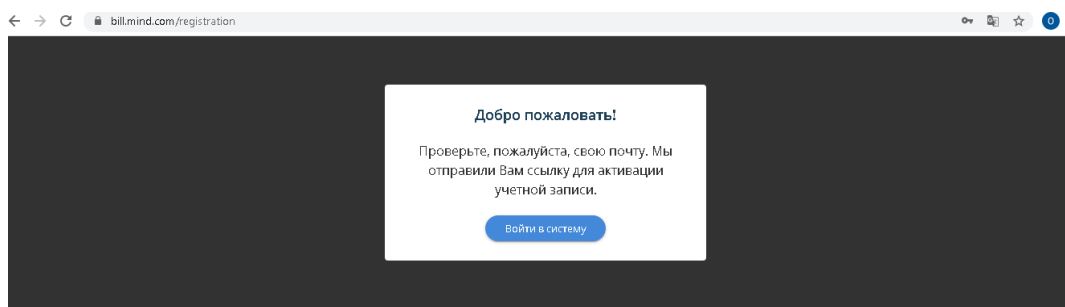 bill.mind.com/registration
O
Добро пожаловать!
Проверьте, пожалуйста, свою почту. Мы
отправили Вам ссылку для активации
учетной записи.
Войти в систему